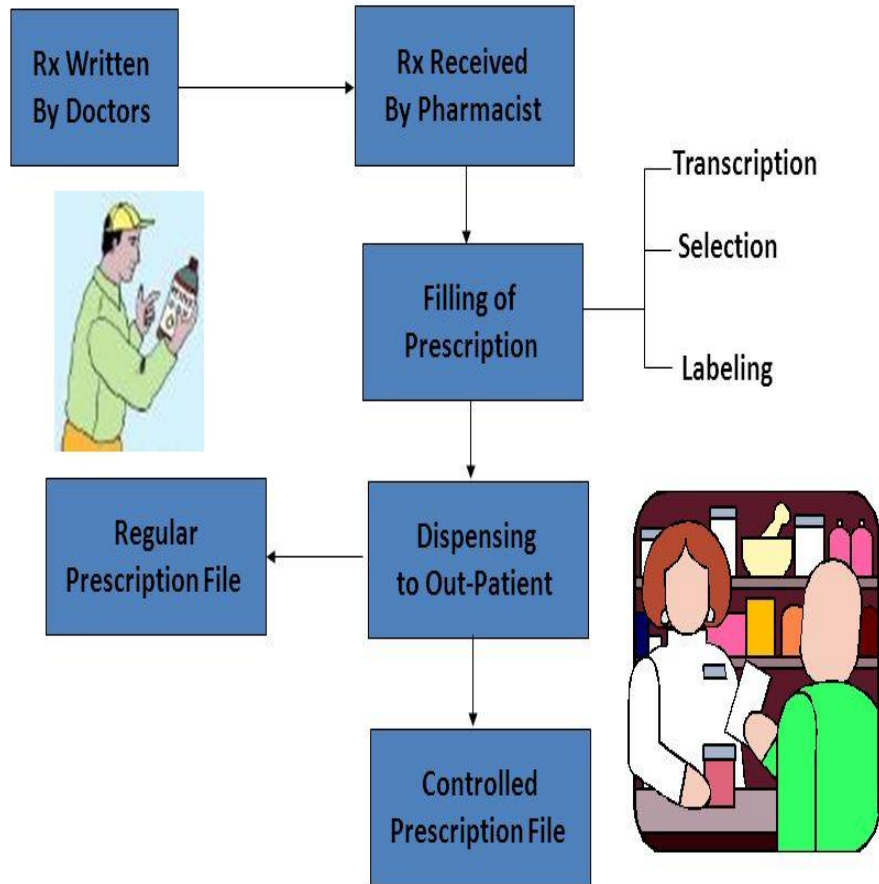 Rx Written
By Doctors
Rx Received
By Pharmacist
Transcription
Selection
Labeling
Filling of
Prescription
Regular
Prescription File
Dispensing
to Out-Patient
Controlled
Prescription File